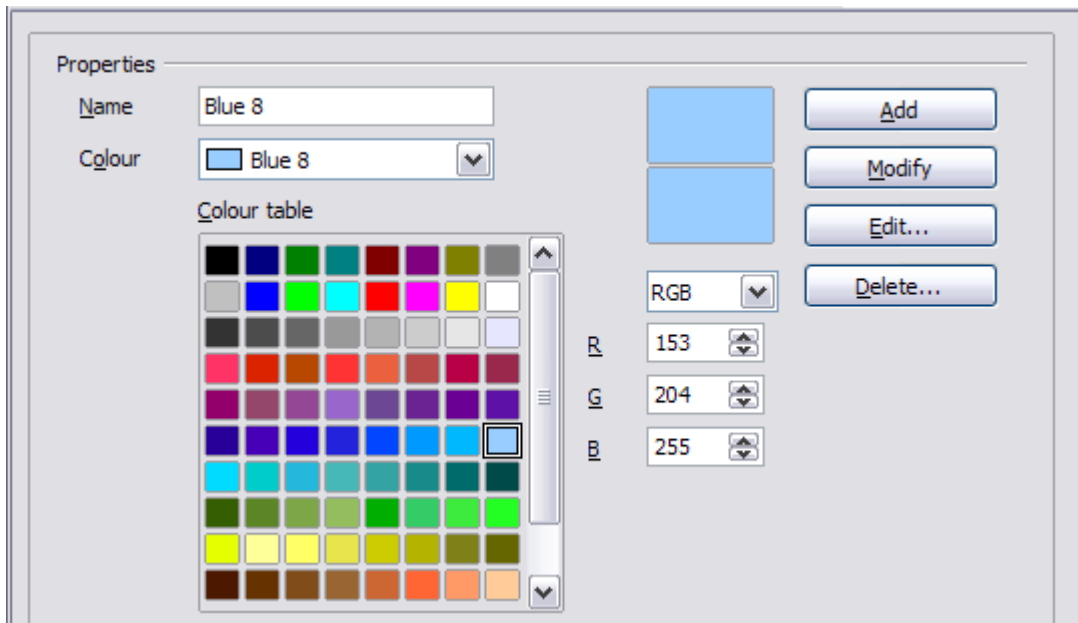 Properties
Name Blue 8
Add
Colour Blue 8
Modify
Colour table
Edit...
RGB
Delete...
R 153
G 204
B 255